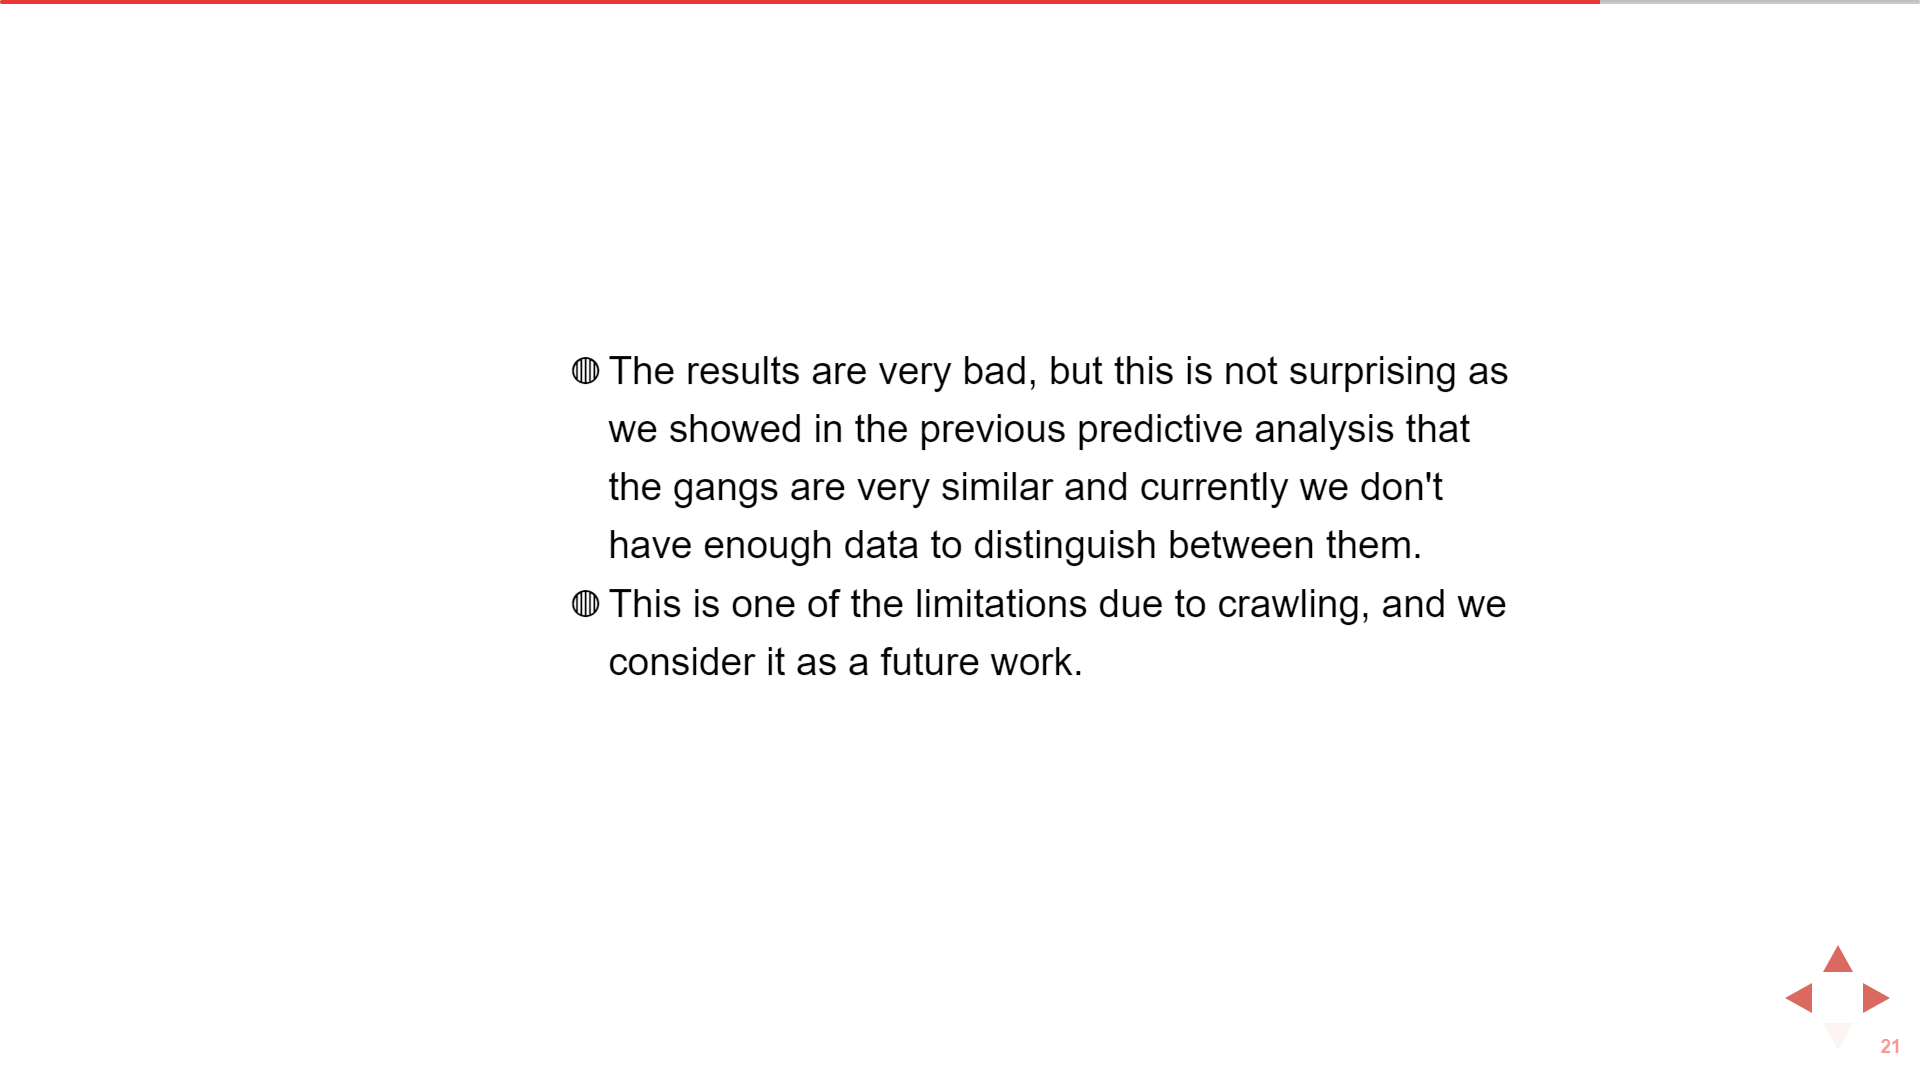 ◍ The results are very bad, but this is not surprising as
we showed in the previous predictive analysis that
the gangs are very similar and currently we don't
have enough data to distinguish between them.
◍ This is one of the limitations due to crawling, and we
consider it as a future work.
21